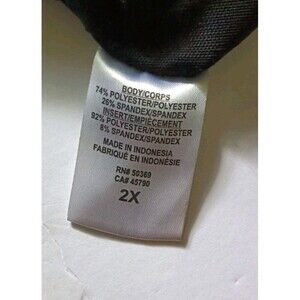 BODY/CORPS
74% POLYESTER/POLYESTER
26% SPANDEX/SPANDEX
INSERT/EMPIÈCEMENT
92% POLYESTER/POLYESTER
8% SPANDEX/SPANDEX
MADE IN INDONESIA
FABRIQUÉ EN INDONÉSIE
RN# 50369
CA# 45790
2X